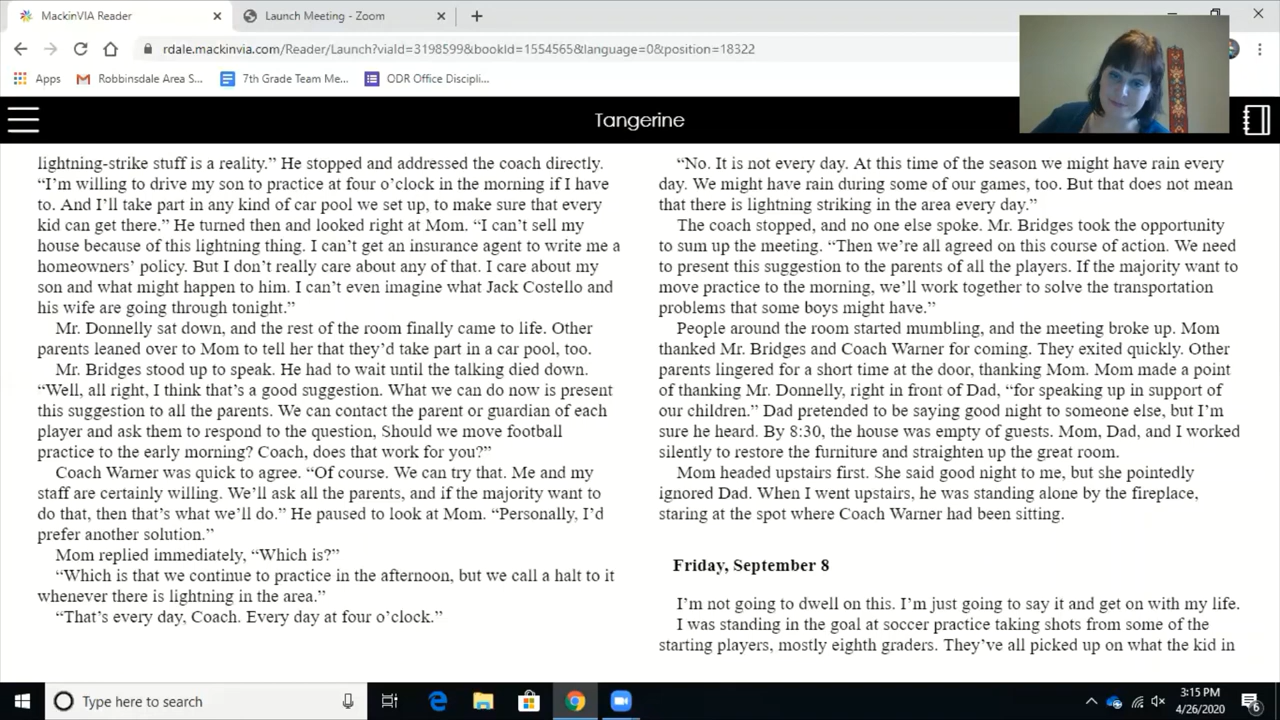 MackinVIA Reader
Launch Meeting - Zoom
rdale.mackinvia.com/Reader/Launch?viaId=3198599&bookId=1554565&language=0&position=18322
Apps
Robbinsdale Area S...
7th Grade Team Me...
ODR Office Discipli...
Tangerine
lightning-strike stuff is a reality.” He stopped and addressed the coach directly.
“I’m willing to drive my son to practice at four o’clock in the morning if I have
to. And I’ll take part in any kind of car pool we set up, to make sure that every
kid can get there.” He turned then and looked right at Mom. “I can’t sell my
house because of this lightning thing. I can’t get an insurance agent to write me a
homeowners’ policy. But I don’t really care about any of that. I care about my
son and what might happen to him. I can’t even imagine what Jack Costello and
his wife are going through tonight.”
Mr. Donnelly sat down, and the rest of the room finally came to life. Other
parents leaned over to Mom to tell her that they’d take part in a car pool, too.
Mr. Bridges stood up to speak. He had to wait until the talking died down.
“Well, all right, I think that’s a good suggestion. What we can do now is present
this suggestion to all the parents. We can contact the parent or guardian of each
player and ask them to respond to the question, Should we move football
practice to the early morning? Coach, does that work for you?”
Coach Warner was quick to agree. “Of course. We can try that. Me and my
staff are certainly willing. We’ll ask all the parents, and if the majority want to
do that, then that’s what we’ll do.” He paused to look at Mom. “Personally, I’d
prefer another solution.”
Mom replied immediately, “Which is?”
“Which is that we continue to practice in the afternoon, but we call a halt to it
whenever there is lightning in the area.”
“That’s every day, Coach. Every day at four o’clock.”
“No. It is not every day. At this time of the season we might have rain every
day. We might have rain during some of our games, too. But that does not mean
that there is lightning striking in the area every day.”
The coach stopped, and no one else spoke. Mr. Bridges took the opportunity
to sum up the meeting. “Then we’re all agreed on this course of action. We need
to present this suggestion to the parents of all the players. If the majority want to
move practice to the morning, we’ll work together to solve the transportation
problems that some boys might have.”
People around the room started mumbling, and the meeting broke up. Mom
thanked Mr. Bridges and Coach Warner for coming. They exited quickly. Other
parents lingered for a short time at the door, thanking Mom. Mom made a point
of thanking Mr. Donnelly, right in front of Dad, “for speaking up in support of
our children.” Dad pretended to be saying good night to someone else, but I’m
sure he heard. By 8:30, the house was empty of guests. Mom, Dad, and I worked
silently to restore the furniture and straighten up the great room.
Mom headed upstairs first. She said good night to me, but she pointedly
ignored Dad. When I went upstairs, he was standing alone by the fireplace,
staring at the spot where Coach Warner had been sitting.
Friday, September 8
I’m not going to dwell on this. I’m just going to say it and get on with my life.
I was standing in the goal at soccer practice taking shots from some of the
starting players, mostly eighth graders. They’ve all picked up on what the kid in
Type here to search
3:15 PM
4/26/2020
6